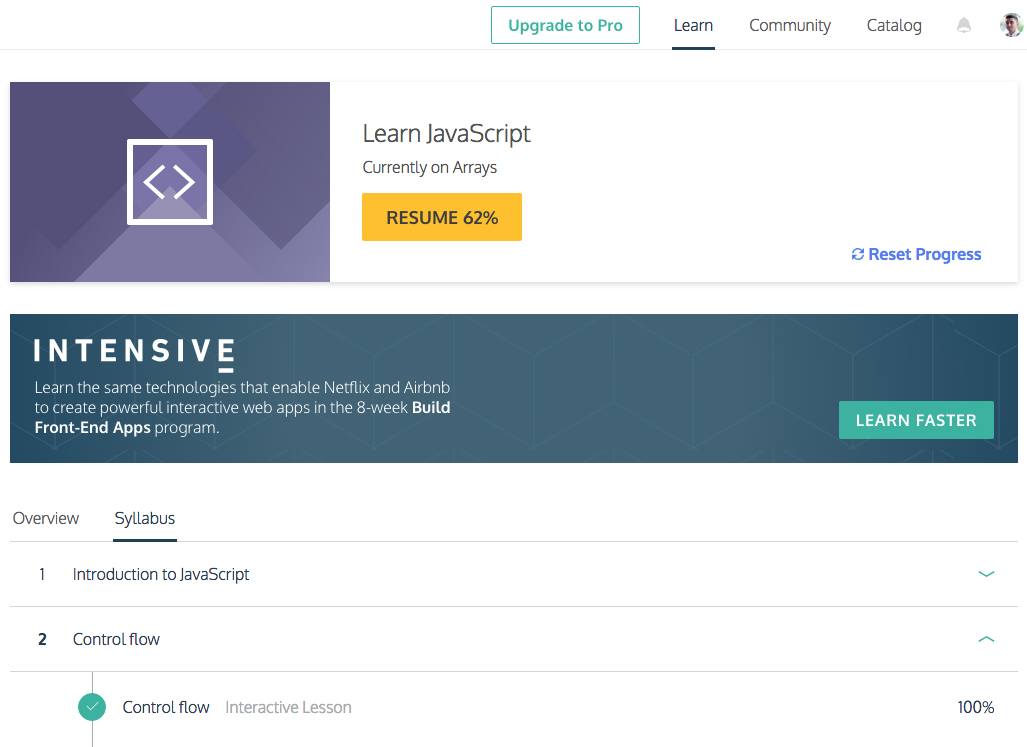 Upgrade to Pro Learn Community Catalog
Learn JavaScript
Currently on Arrays
RESUME 62%
Reset Progress
INTENSIVE
Learn the same technologies that enable Netflix and Airbnb
to create powerful interactive web apps in the 8-week Build
Front-End Apps program.
LEARN FASTER
Overview Syllabus
1 Introduction to JavaScript
2 Control flow
Control flow Interactive Lesson 100%